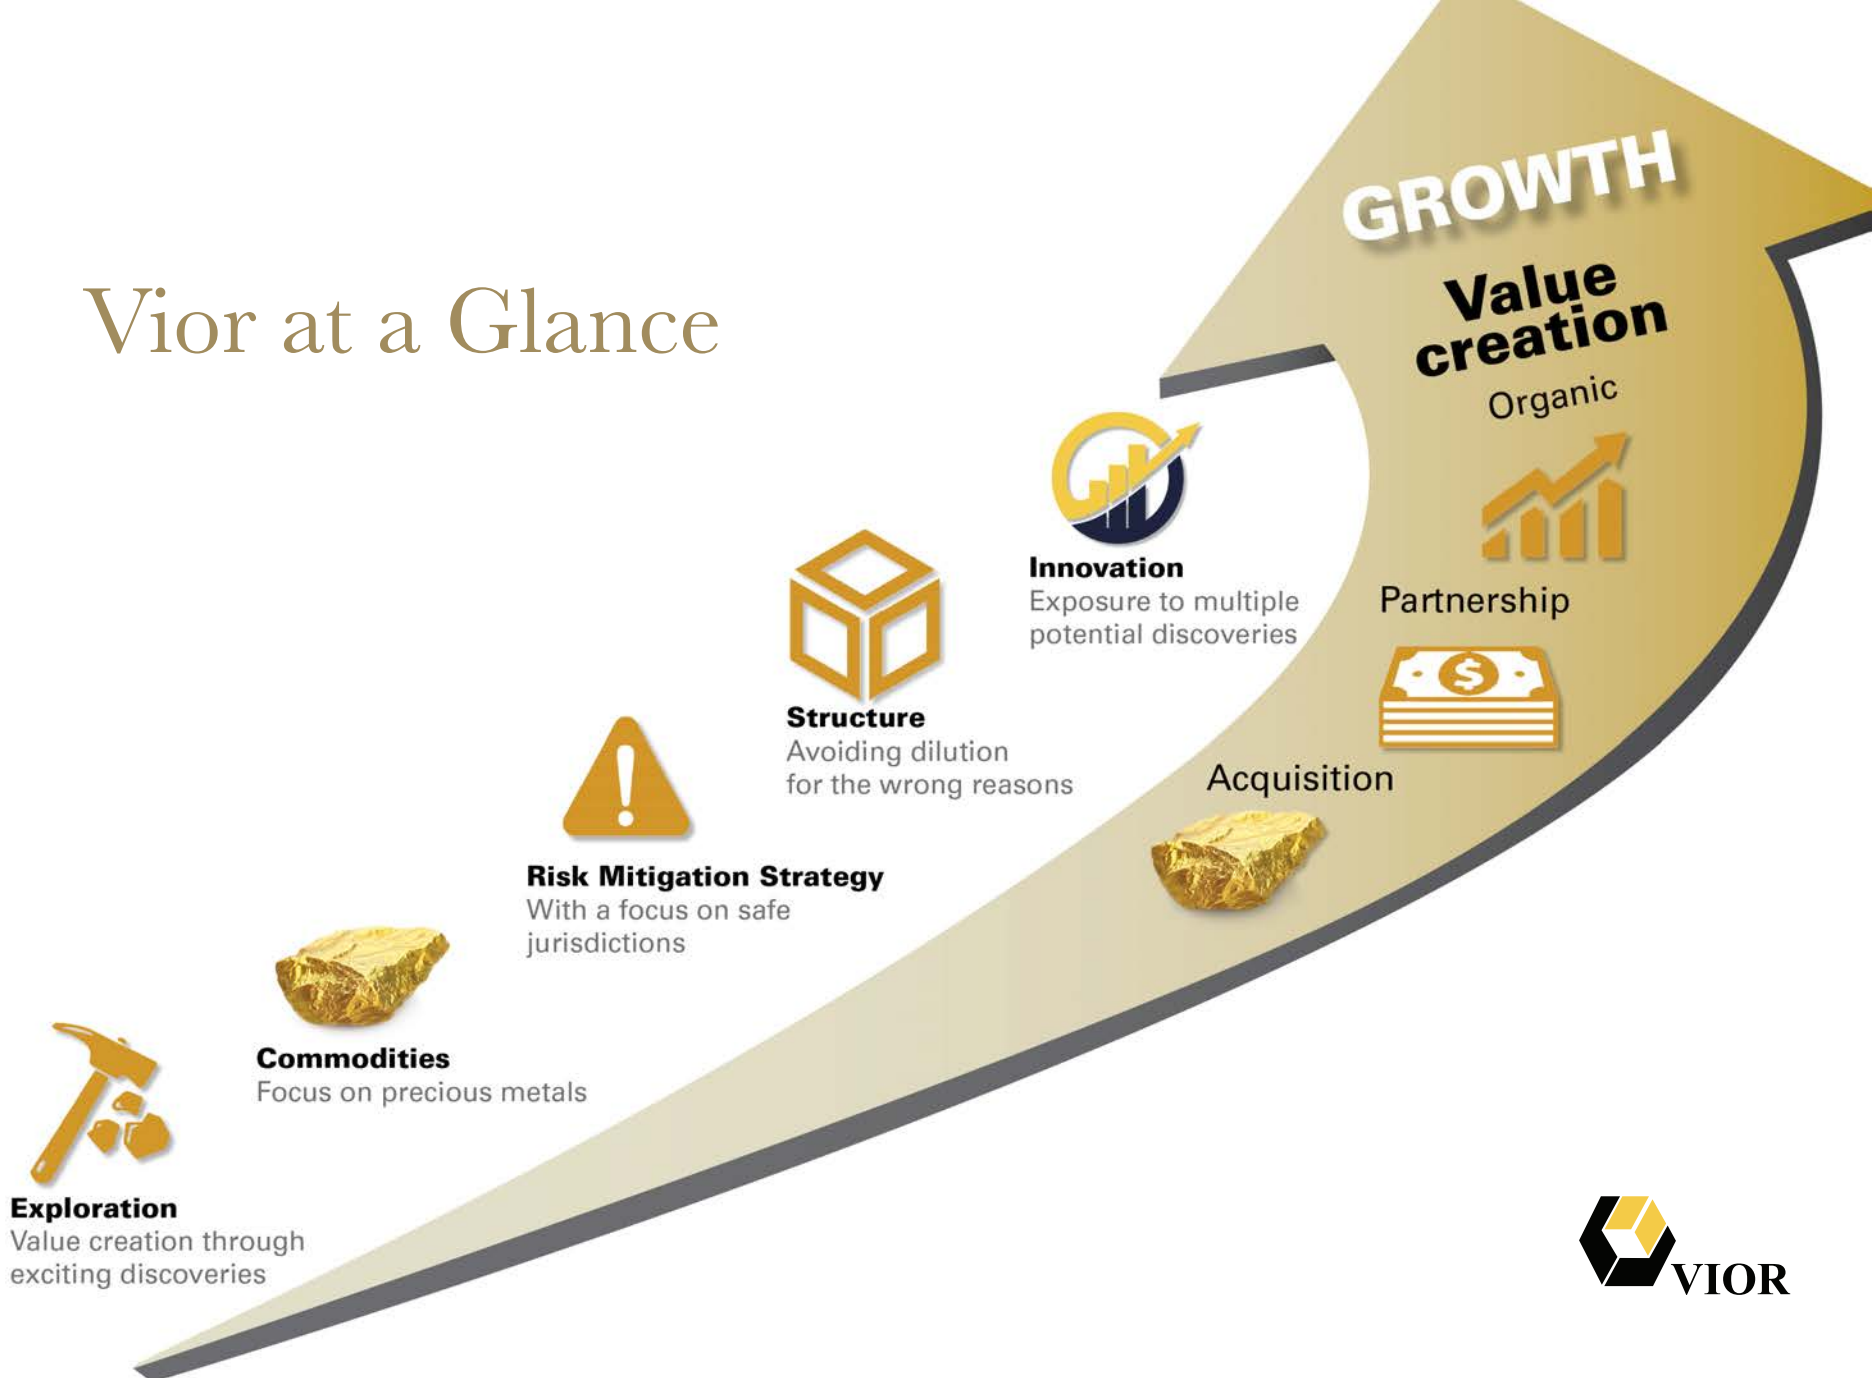 Vior at a Glance
GROWTH
Value
creation
Organic
Partnership
$
Acquisition
Innovation
Exposure to multiple
potential discoveries
Structure
Avoiding dilution
for the wrong reasons
Risk Mitigation Strategy
With a focus on safe
jurisdictions
Commodities
Focus on precious metals
Exploration
Value creation through
exciting discoveries
VIOR